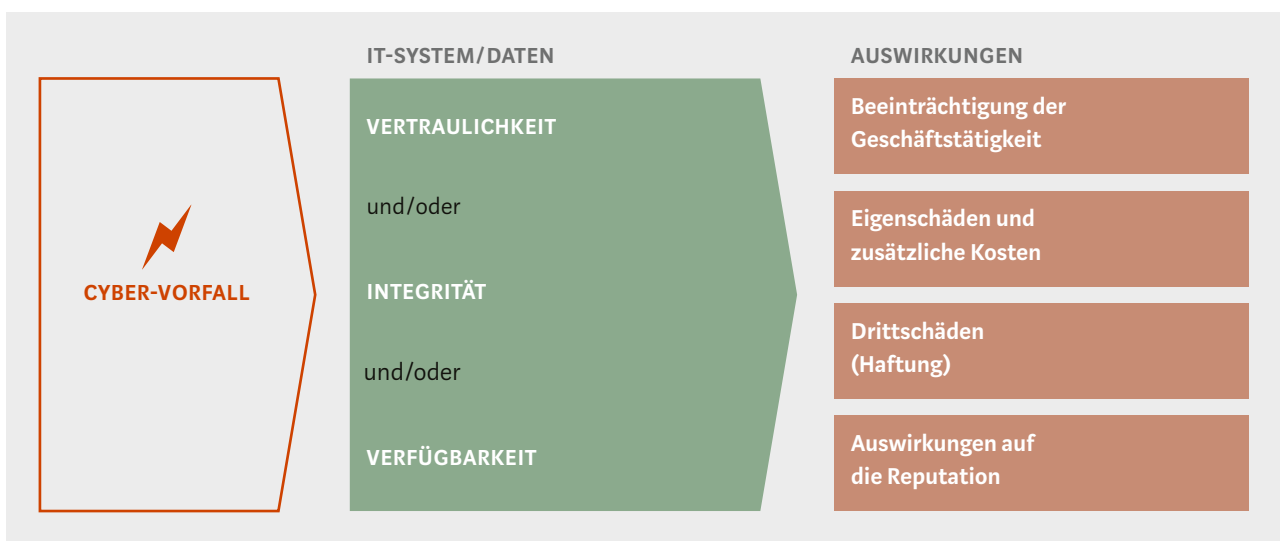 CYBER-VORFALL
IT-SYSTEM/DATEN
VERTRAULICHKEIT
und/oder
INTEGRITÄT
und/oder
VERFÜGBARKEIT
AUSWIRKUNGEN
Beeinträchtigung der
Geschäftstätigkeit
Eigenschäden und
zusätzliche Kosten
Drittschäden
(Haftung)
Auswirkungen auf
die Reputation